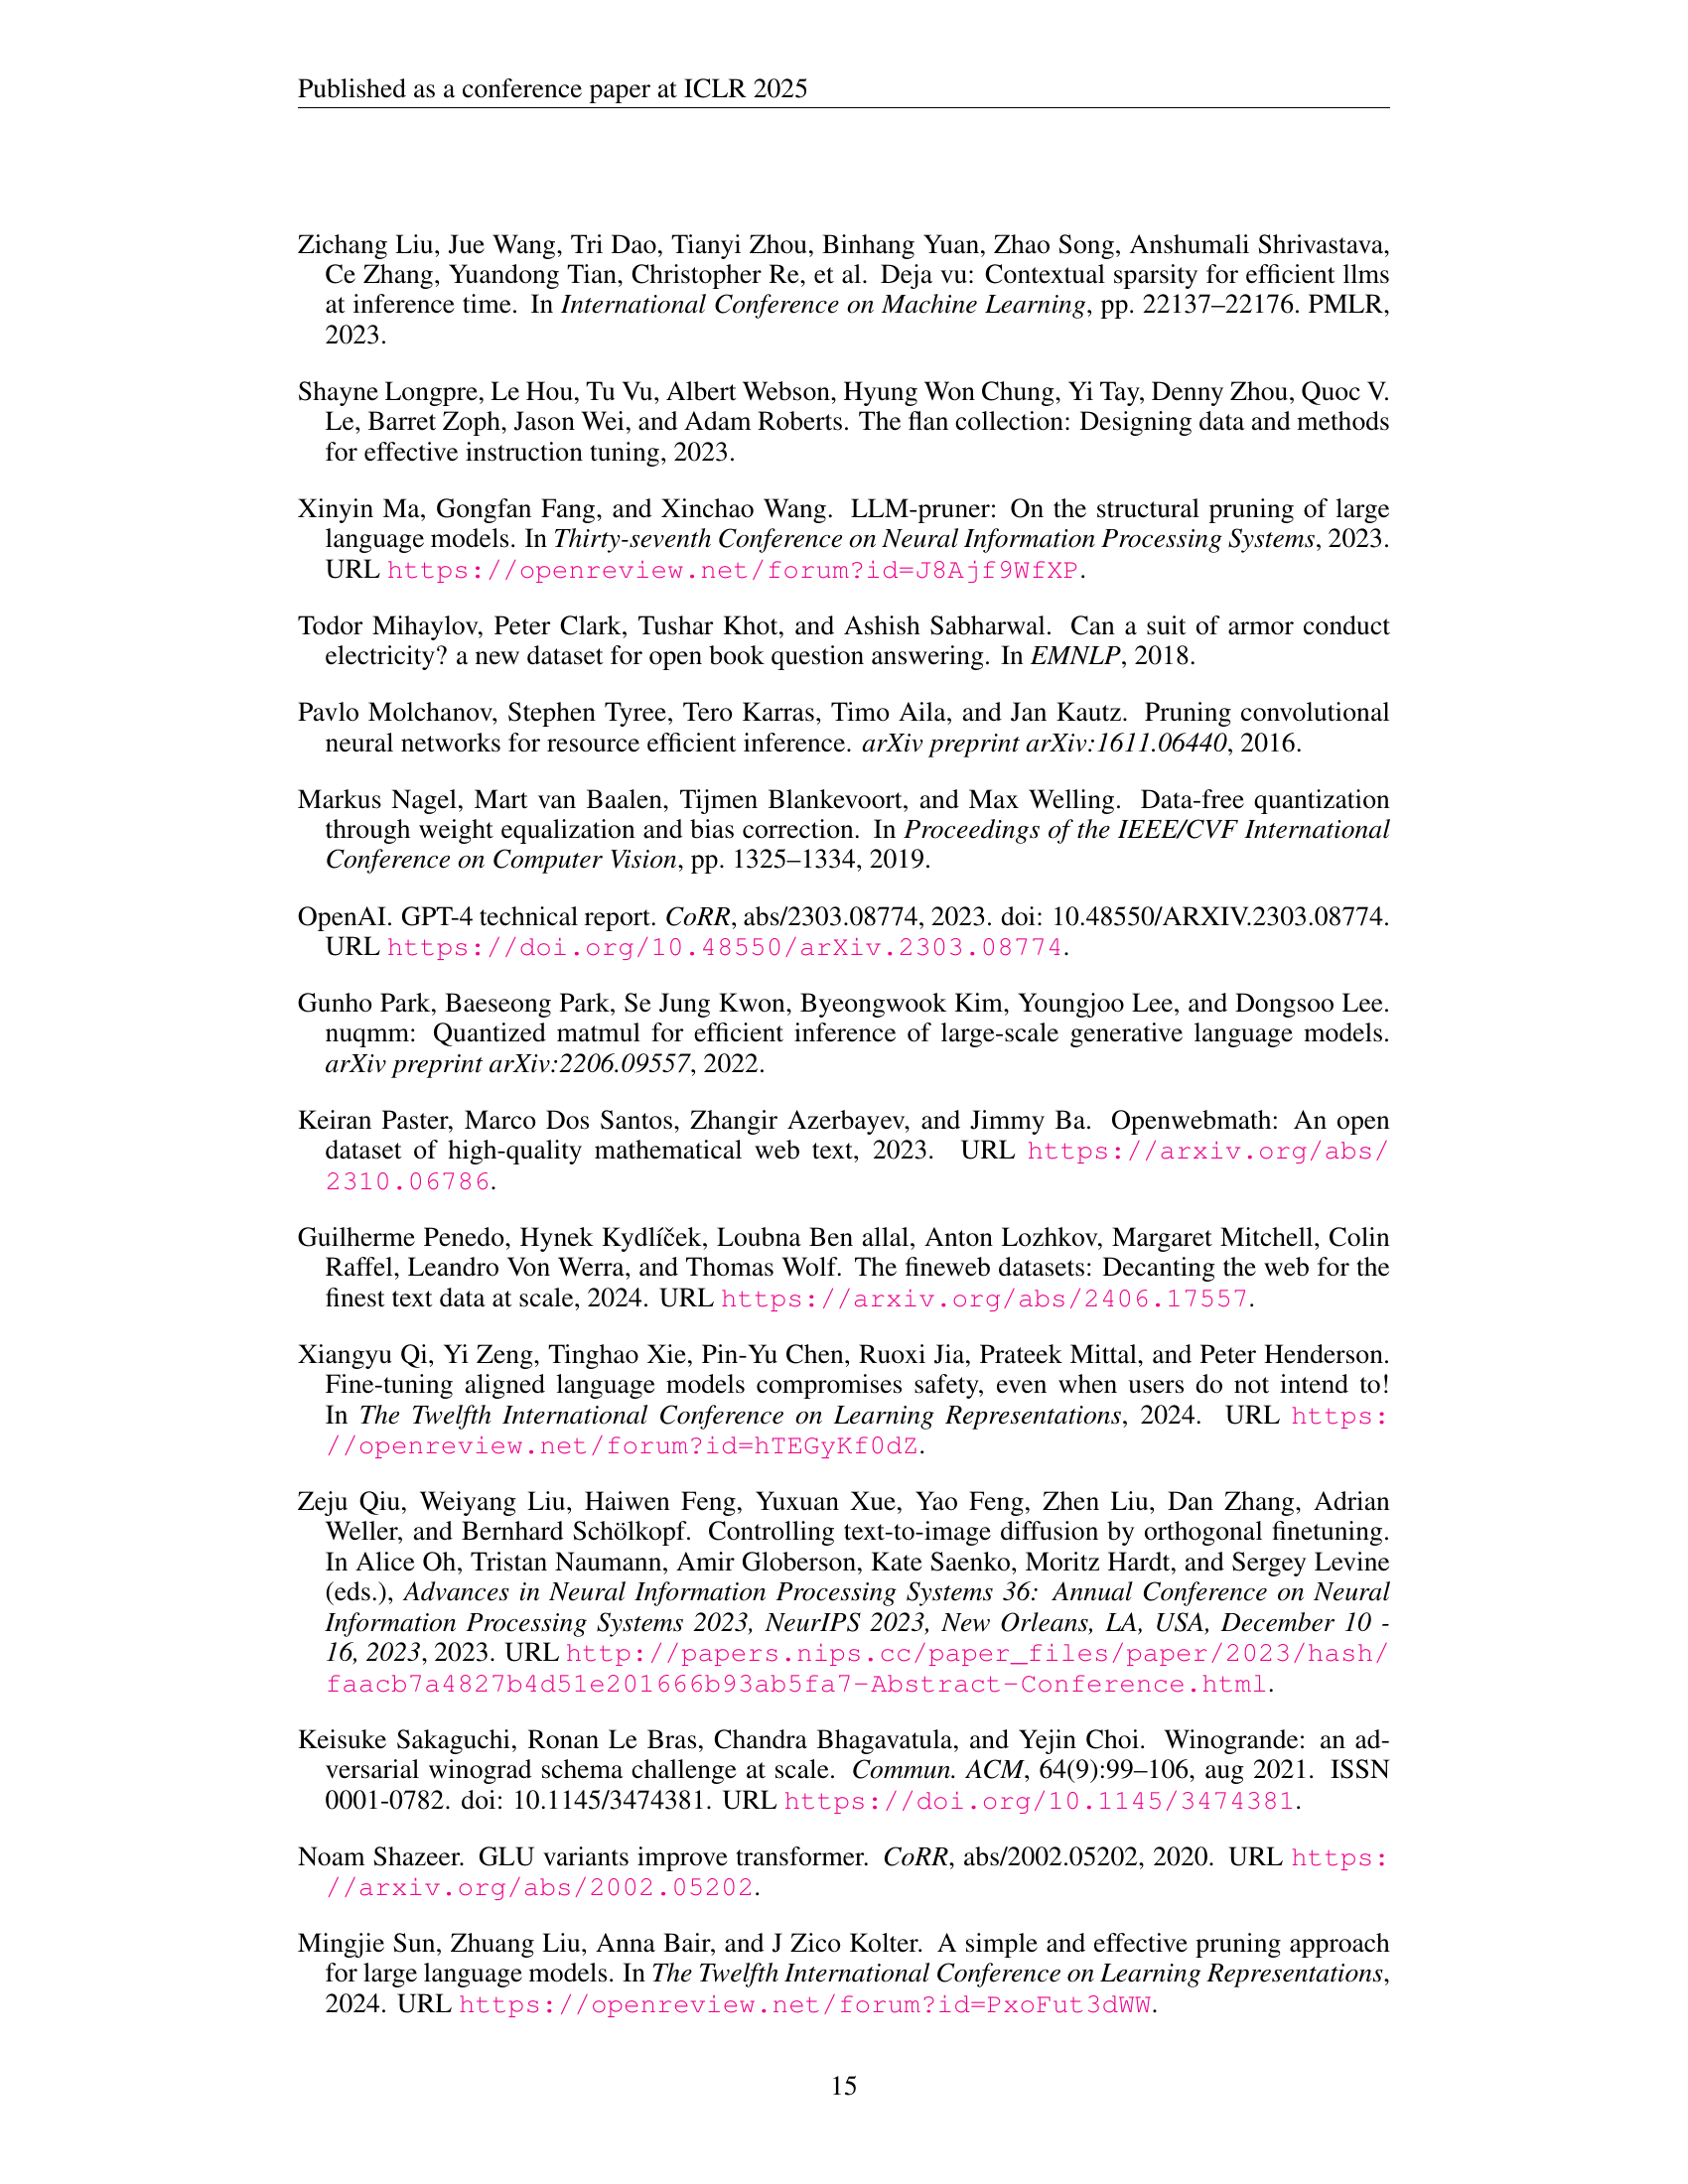 Published as a conference paper at ICLR 2025
Zichang Liu, Jue Wang, Tri Dao, Tianyi Zhou, Binhang Yuan, Zhao Song, Anshumali Shrivastava,
Ce Zhang, Yuandong Tian, Christopher Re, et al. Deja vu: Contextual sparsity for efficient llms
at inference time. In International Conference on Machine Learning, pp. 22137–22176. PMLR,
2023.
Shayne Longpre, Le Hou, Tu Vu, Albert Webson, Hyung Won Chung, Yi Tay, Denny Zhou, Quoc V.
Le, Barret Zoph, Jason Wei, and Adam Roberts. The flan collection: Designing data and methods
for effective instruction tuning, 2023.
Xinyin Ma, Gongfan Fang, and Xinchao Wang. LLM-pruner: On the structural pruning of large
language models. In Thirty-seventh Conference on Neural Information Processing Systems, 2023.
URL https://openreview.net/forum?id=J8Ajf9WfXP.
Todor Mihaylov, Peter Clark, Tushar Khot, and Ashish Sabharwal. Can a suit of armor conduct
electricity? a new dataset for open book question answering. In EMNLP, 2018.
Pavlo Molchanov, Stephen Tyree, Tero Karras, Timo Aila, and Jan Kautz. Pruning convolutional
neural networks for resource efficient inference. arXiv preprint arXiv:1611.06440, 2016.
Markus Nagel, Mart van Baalen, Tijmen Blankevoort, and Max Welling. Data-free quantization
through weight equalization and bias correction. In Proceedings of the IEEE/CVF International
Conference on Computer Vision, pp. 1325–1334, 2019.
OpenAI. GPT-4 technical report. CoRR, abs/2303.08774, 2023. doi: 10.48550/ARXIV.2303.08774.
URL https://doi.org/10.48550/arXiv.2303.08774.
Gunho Park, Baeseong Park, Se Jung Kwon, Byeongwook Kim, Youngjoo Lee, and Dongsoo Lee.
nuqmm: Quantized matmul for efficient inference of large-scale generative language models.
arXiv preprint arXiv:2206.09557, 2022.
Keiran Paster, Marco Dos Santos, Zhangir Azerbayev, and Jimmy Ba. Openwebmath: An open
dataset of high-quality mathematical web text, 2023. URL https://arxiv.org/abs/
2310.06786.
Guilherme Penedo, Hynek Kydlíček, Loubna Ben allal, Anton Lozhkov, Margaret Mitchell, Colin
Raffel, Leandro Von Werra, and Thomas Wolf. The fineweb datasets: Decanting the web for the
finest text data at scale, 2024. URL https://arxiv.org/abs/2406.17557.
Xiangyu Qi, Yi Zeng, Tinghao Xie, Pin-Yu Chen, Ruoxi Jia, Prateek Mittal, and Peter Henderson.
Fine-tuning aligned language models compromises safety, even when users do not intend to!
In The Twelfth International Conference on Learning Representations, 2024. URL https:
//openreview.net/forum?id=hTEGyKf0dZ.
Zeju Qiu, Weiyang Liu, Haiwen Feng, Yuxuan Xue, Yao Feng, Zhen Liu, Dan Zhang, Adrian
Weller, and Bernhard Schölkopf. Controlling text-to-image diffusion by orthogonal finetuning.
In Alice Oh, Tristan Naumann, Amir Globerson, Kate Saenko, Moritz Hardt, and Sergey Levine
(eds.), Advances in Neural Information Processing Systems 36: Annual Conference on Neural
Information Processing Systems 2023, NeurIPS 2023, New Orleans, LA, USA, December 10 -
16, 2023, 2023. URL http://papers.nips.cc/paper_files/paper/2023/hash/
faacb7a4827b4d51e201666b93ab5fa7-Abstract-Conference.html.
Keisuke Sakaguchi, Ronan Le Bras, Chandra Bhagavatula, and Yejin Choi. Winogrande: an ad-
versarial winograd schema challenge at scale. Commun. ACM, 64(9):99–106, aug 2021. ISSN
0001-0782. doi: 10.1145/3474381. URL https://doi.org/10.1145/3474381.
Noam Shazeer. GLU variants improve transformer. CoRR, abs/2002.05202, 2020. URL https:
//arxiv.org/abs/2002.05202.
Mingjie Sun, Zhuang Liu, Anna Bair, and J Zico Kolter. A simple and effective pruning approach
for large language models. In The Twelfth International Conference on Learning Representations,
2024. URL https://openreview.net/forum?id=PxoFut3dWW.
15